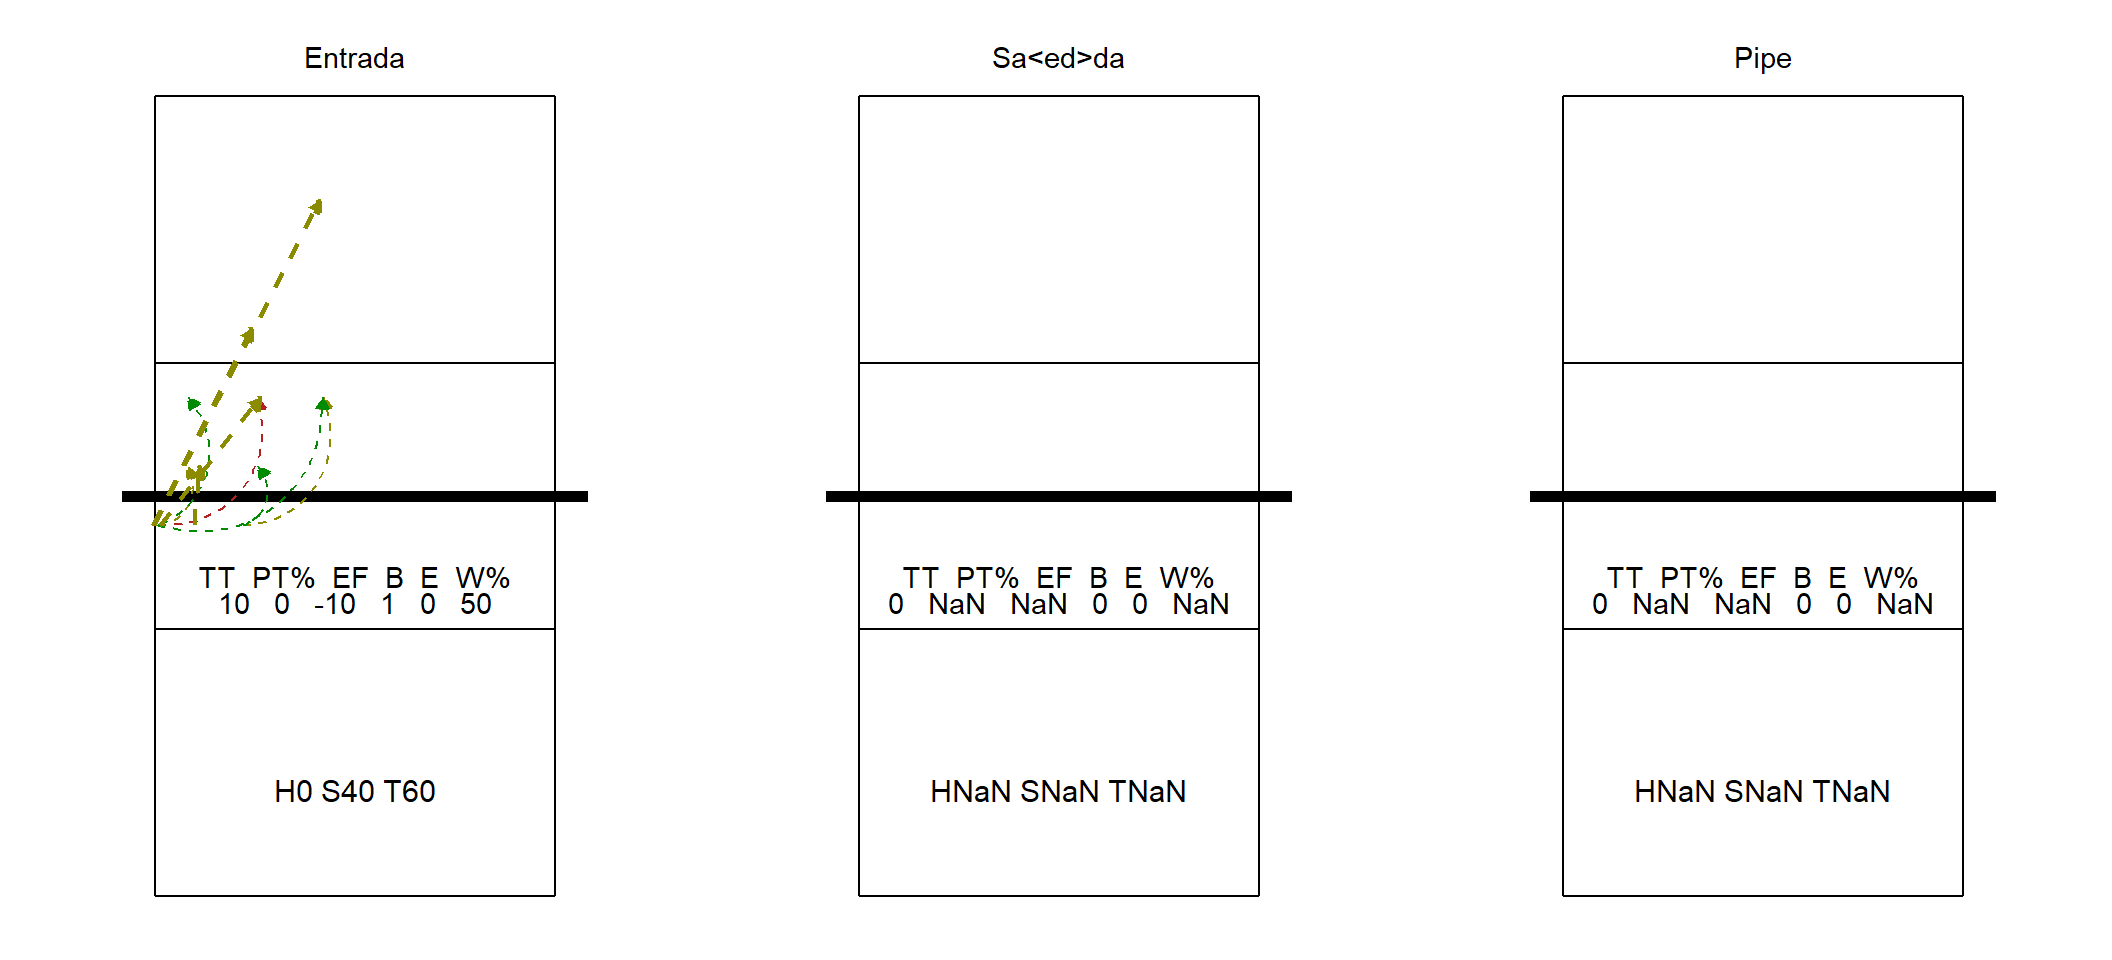 Entrada
TT PT% EF B E W%
10 0 -10 1 0 50
H0 S40 T60
Sa<ed>da
TT PT% EF B E W%
0 NaN NaN 0 0 NaN
HNaN SNaN TNaN
Pipe
TT PT% EF B E W%
0 NaN NaN 0 0 NaN
HNaN SNaN TNaN